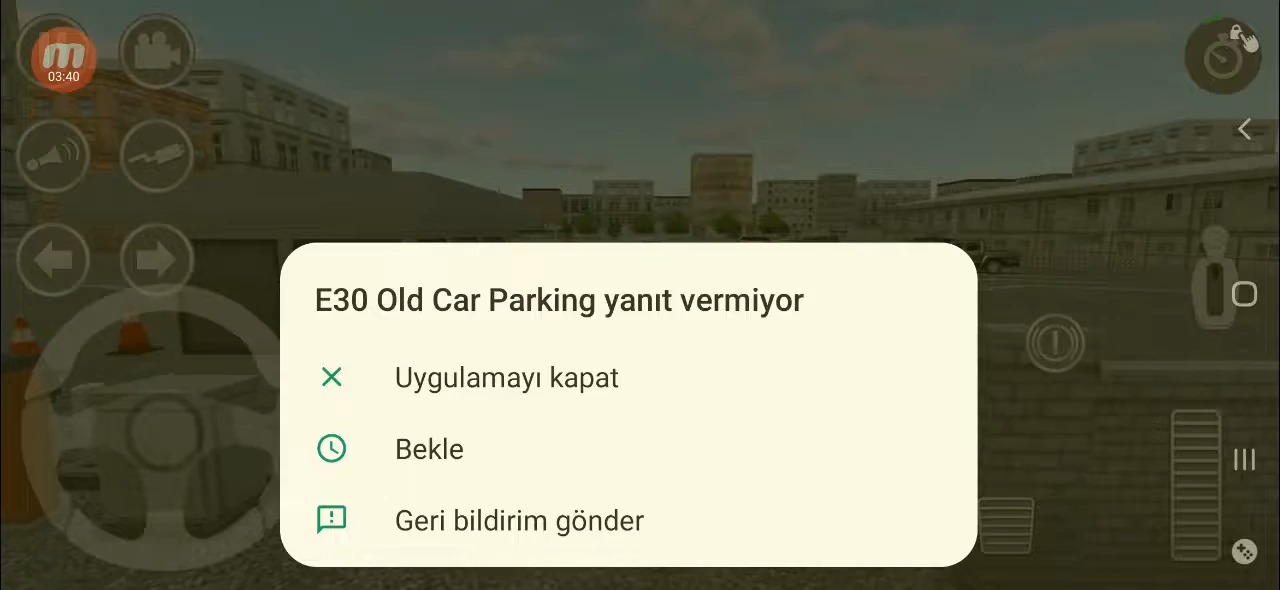 m
03:40
E30 Old Car Parking yanıt vermiyor
Uygulamayı kapat
Bekle
Geri bildirim gönder